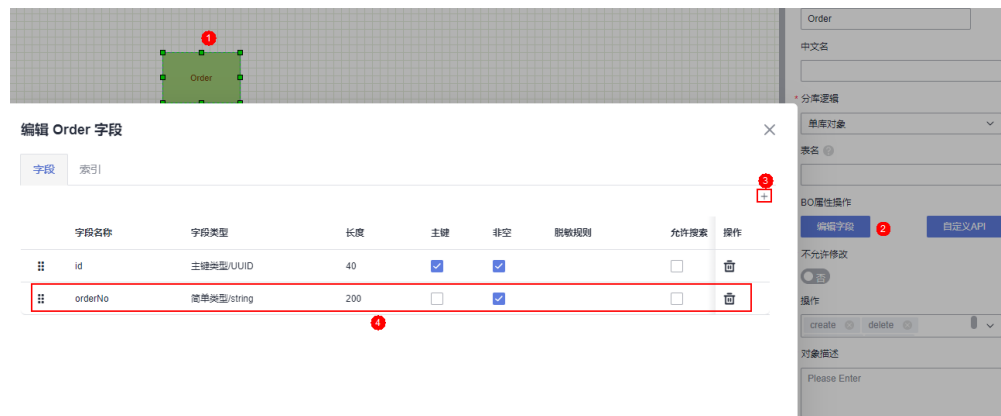 Order
中文名
* 分库逻辑
单库对象
表名
BO属性操作
编辑字段 2 自定义API
不允许修改
否
操作
create delete
对象描述
Please Enter
1
Order
编辑 Order 字段
字段 索引
3
+
字段名称 字段类型 长度 主键 非空 脱敏规则 允许搜索 操作
id 主键类型/UUID 40
orderNo 简单类型/string 200
4